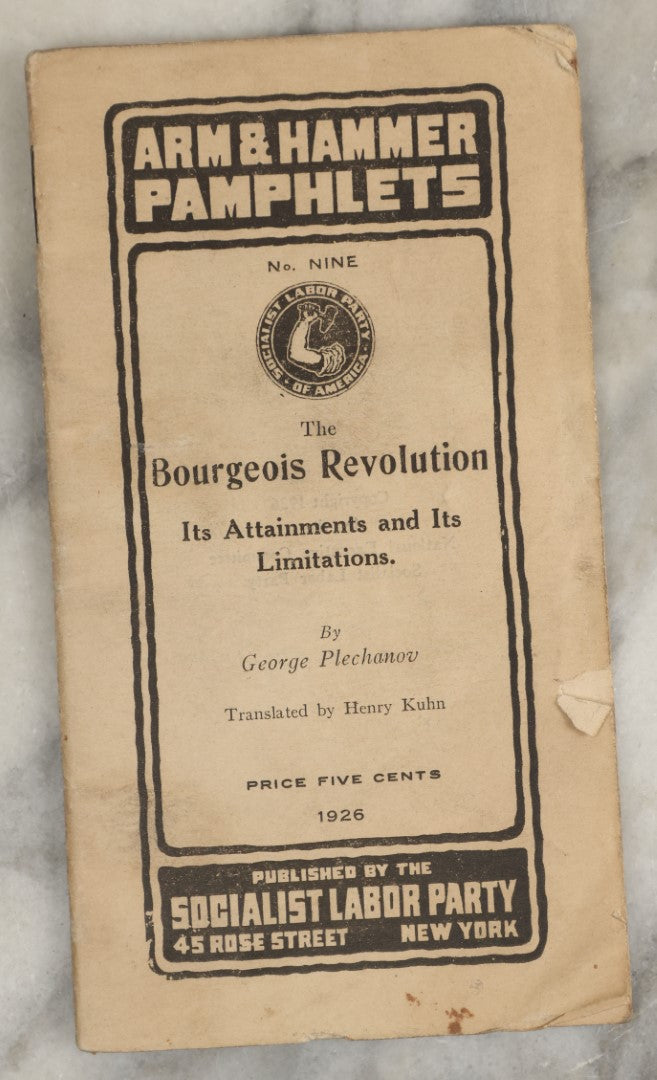 ARM & HAMMER
PAMPHLETS
No. NINE
SOCIALIST LABOR PARTY
OF AMERICA
The
Bourgeois Revolution
Its Attainments and Its
Limitations.
By
George Plechanov
Translated by Henry Kuhn
PRICE FIVE CENTS
1926
PUBLISHED BY THE
SOCIALIST LABOR PARTY
45 ROSE STREET NEW YORK